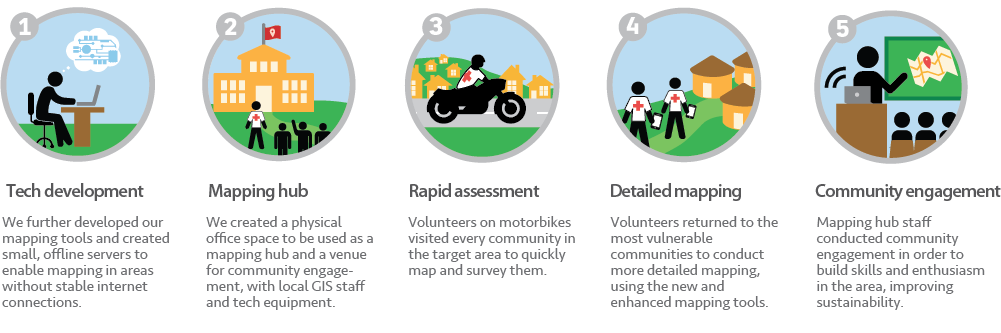 1
Tech development
We further developed our
mapping tools and created
small, offline servers to
enable mapping in areas
without stable internet
connections.
2
Mapping hub
We created a physical
office space to be used as a
mapping hub and a venue
for community engage-
ment, with local GIS staff
and tech equipment.
3
Rapid assessment
Volunteers on motorbikes
visited every community in
the target area to quickly
map and survey them.
4
Detailed mapping
Volunteers returned to the
most vulnerable
communities to conduct
more detailed mapping,
using the new and
enhanced mapping tools.
5
Community engagement
Mapping hub staff
conducted community
engagement in order to
build skills and enthusiasm
in the area, improving
sustainability.